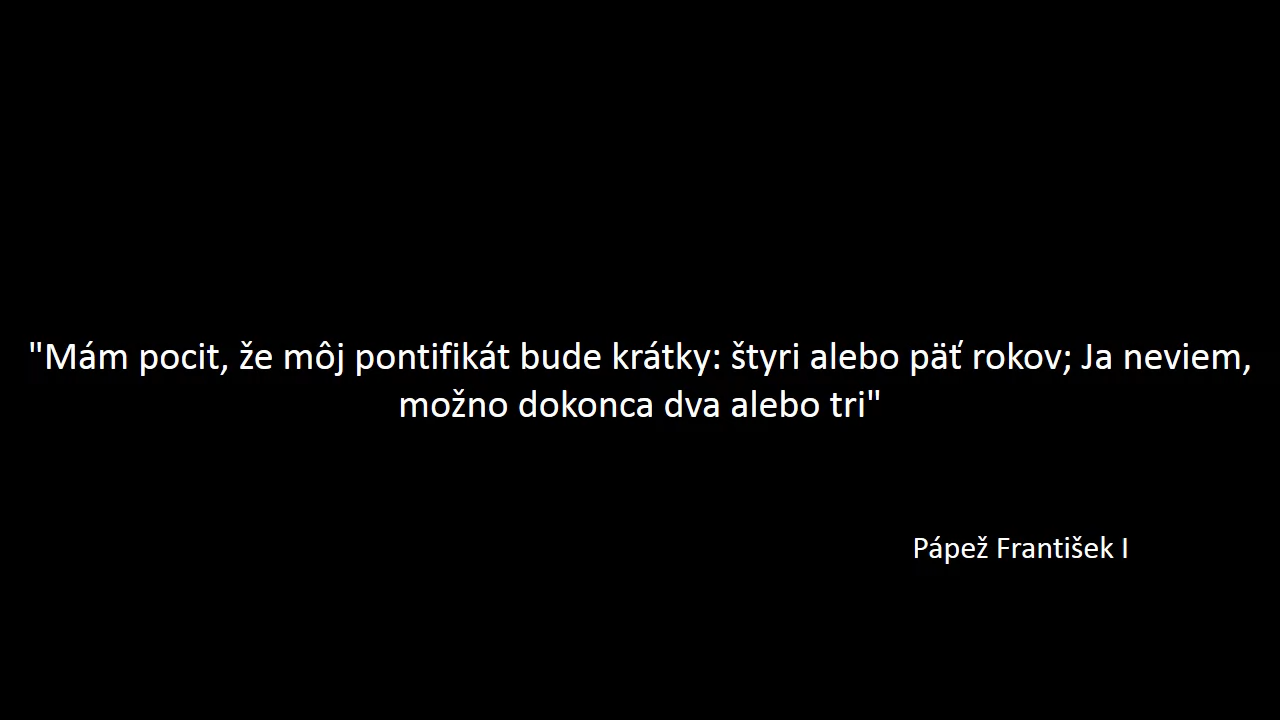 "Mám pocit, že môj pontifikát bude krátky: štyri alebo päť rokov; Ja neviem,
možno dokonca dva alebo tri"
Pápež František I